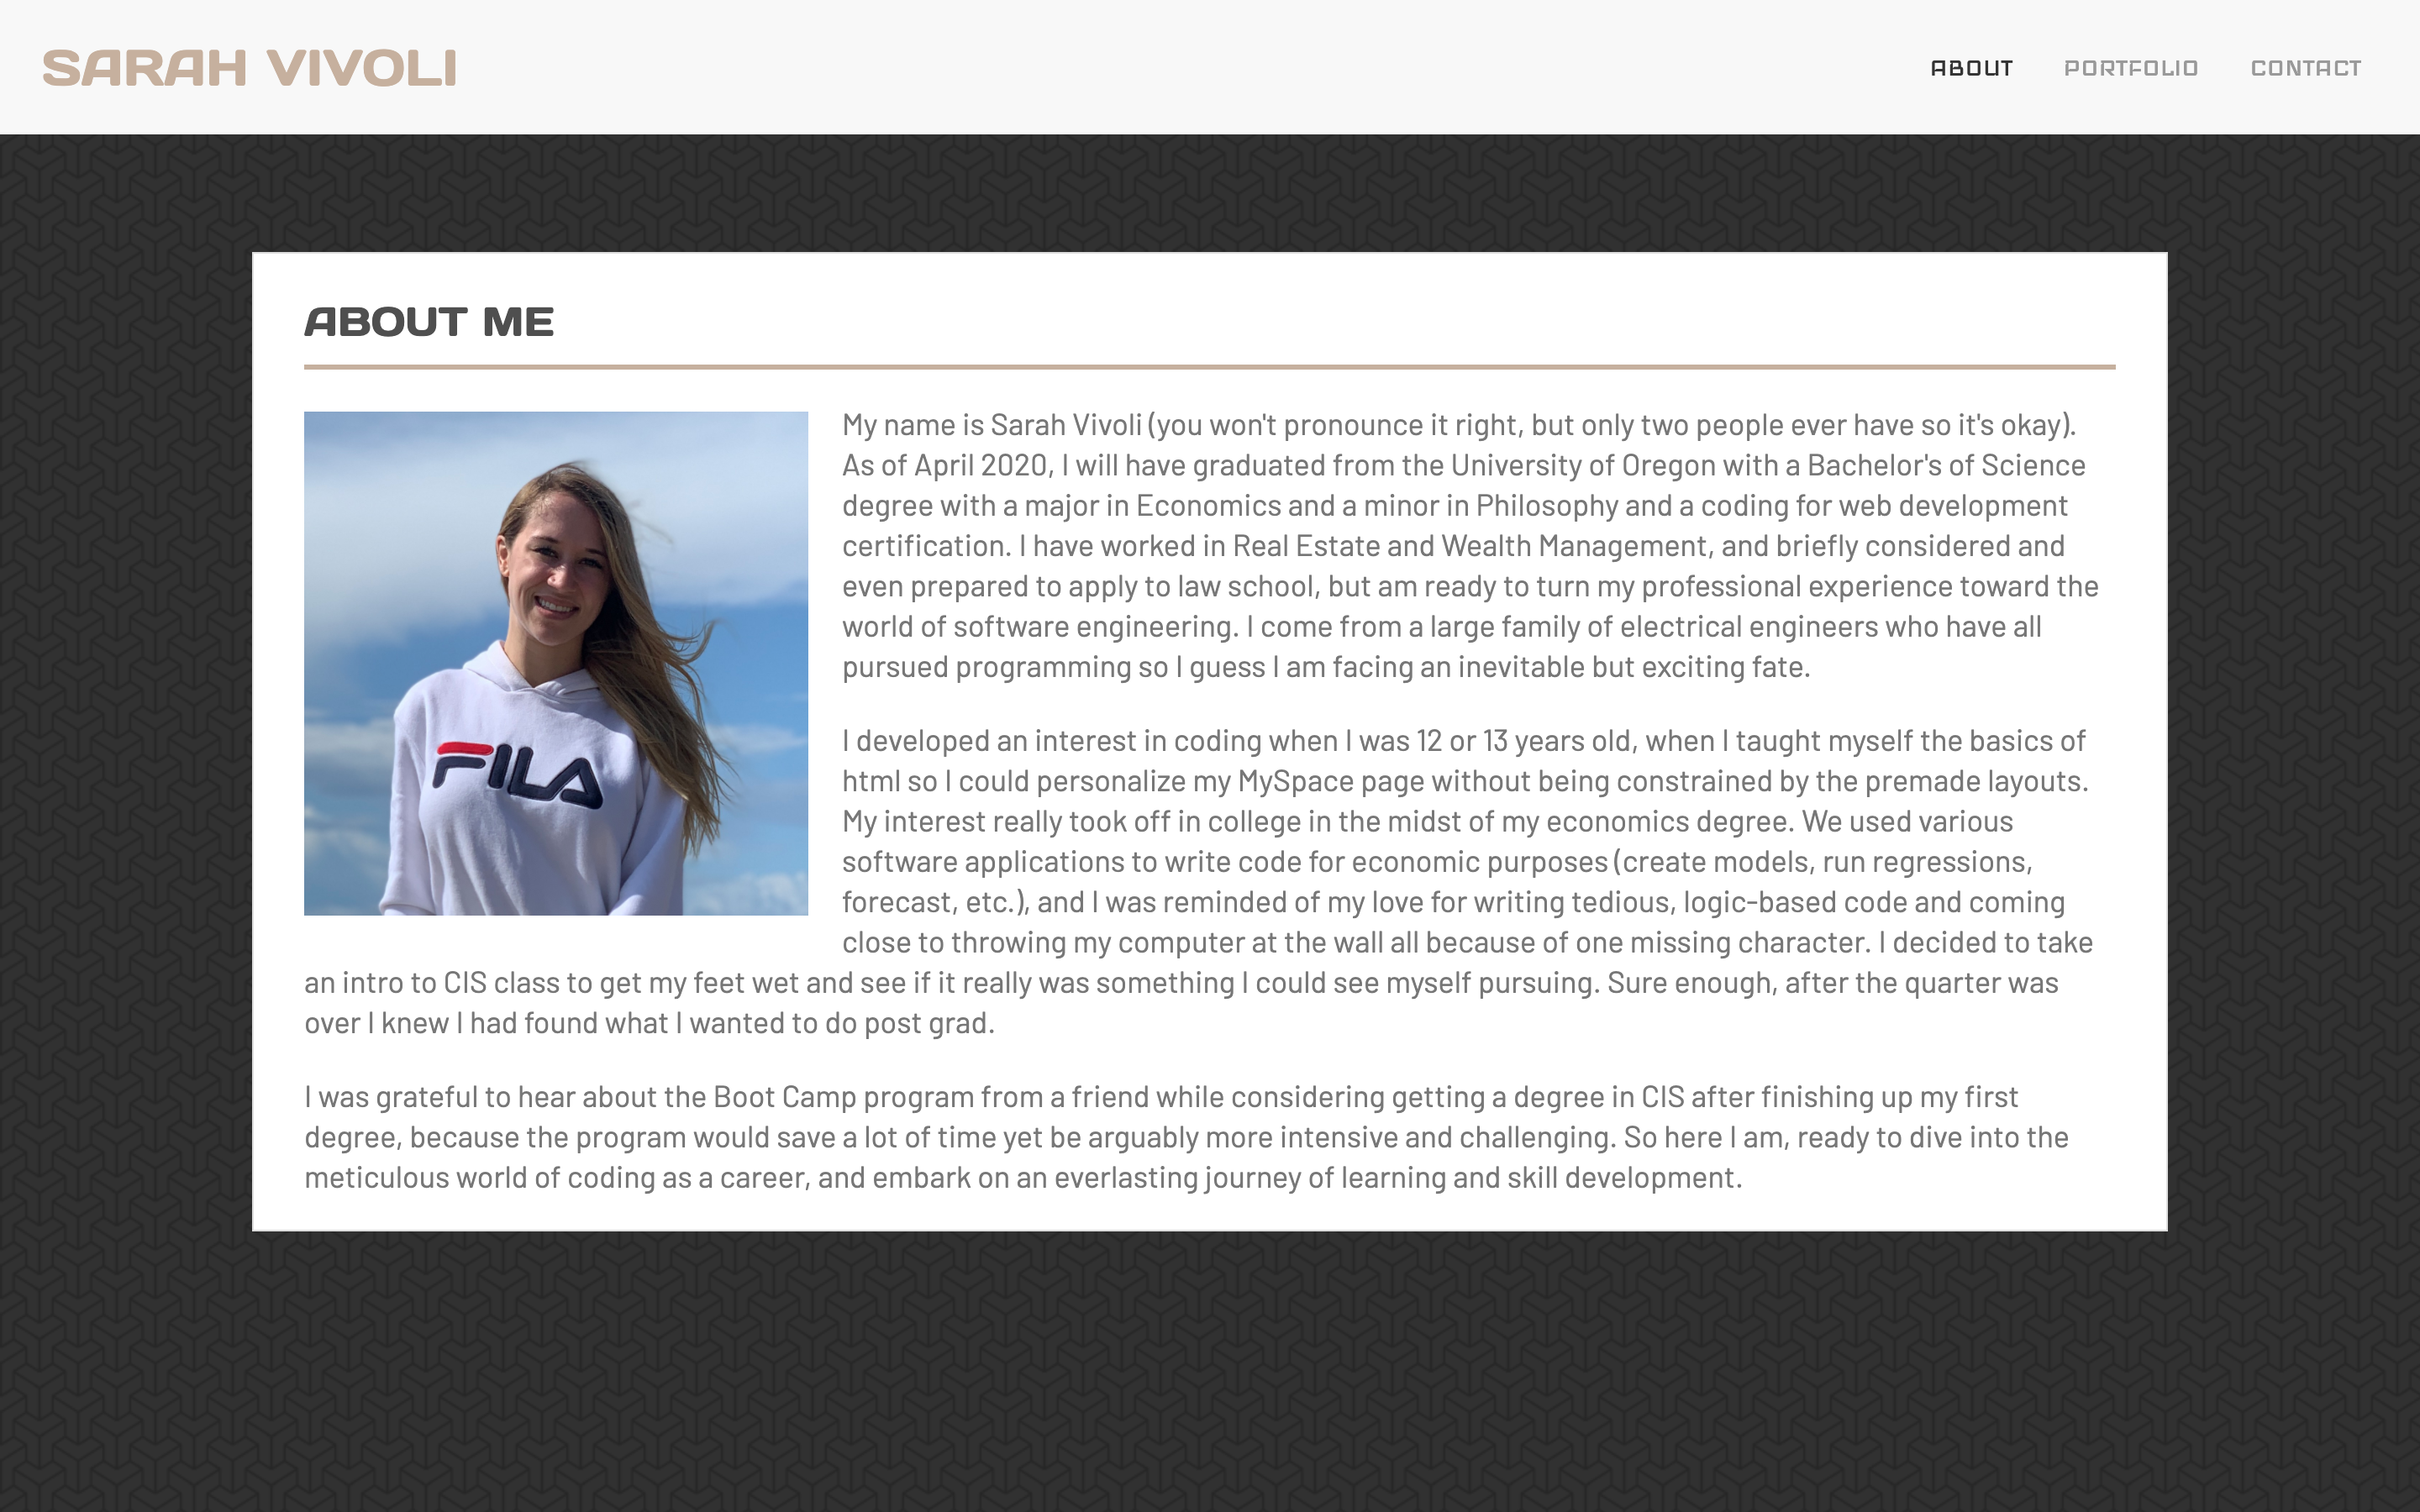 SARAH VIVOLI
ABOUT
PORTFOLIO
CONTACT
ABOUT ME
FILA
My name is Sarah Vivoli (you won't pronounce it right, but only two people ever have so it's okay).
As of April 2020, I will have graduated from the University of Oregon with a Bachelor's of Science
degree with a major in Economics and a minor in Philosophy and a coding for web development
certification. I have worked in Real Estate and Wealth Management, and briefly considered and
even prepared to apply to law school, but am ready to turn my professional experience toward the
world of software engineering. I come from a large family of electrical engineers who have all
pursued programming so I guess I am facing an inevitable but exciting fate.
I developed an interest in coding when I was 12 or 13 years old, when I taught myself the basics of
html so I could personalize my MySpace page without being constrained by the premade layouts.
My interest really took off in college in the midst of my economics degree. We used various
software applications to write code for economic purposes (create models, run regressions,
forecast, etc.), and I was reminded of my love for writing tedious, logic-based code and coming
close to throwing my computer at the wall all because of one missing character. I decided to take
an intro to CIS class to get my feet wet and see if it really was something I could see myself pursuing. Sure enough, after the quarter was
over I knew I had found what I wanted to do post grad.
I was grateful to hear about the Boot Camp program from a friend while considering getting a degree in CIS after finishing up my first
degree, because the program would save a lot of time yet be arguably more intensive and challenging. So here I am, ready to dive into the
meticulous world of coding as a career, and embark on an everlasting journey of learning and skill development.